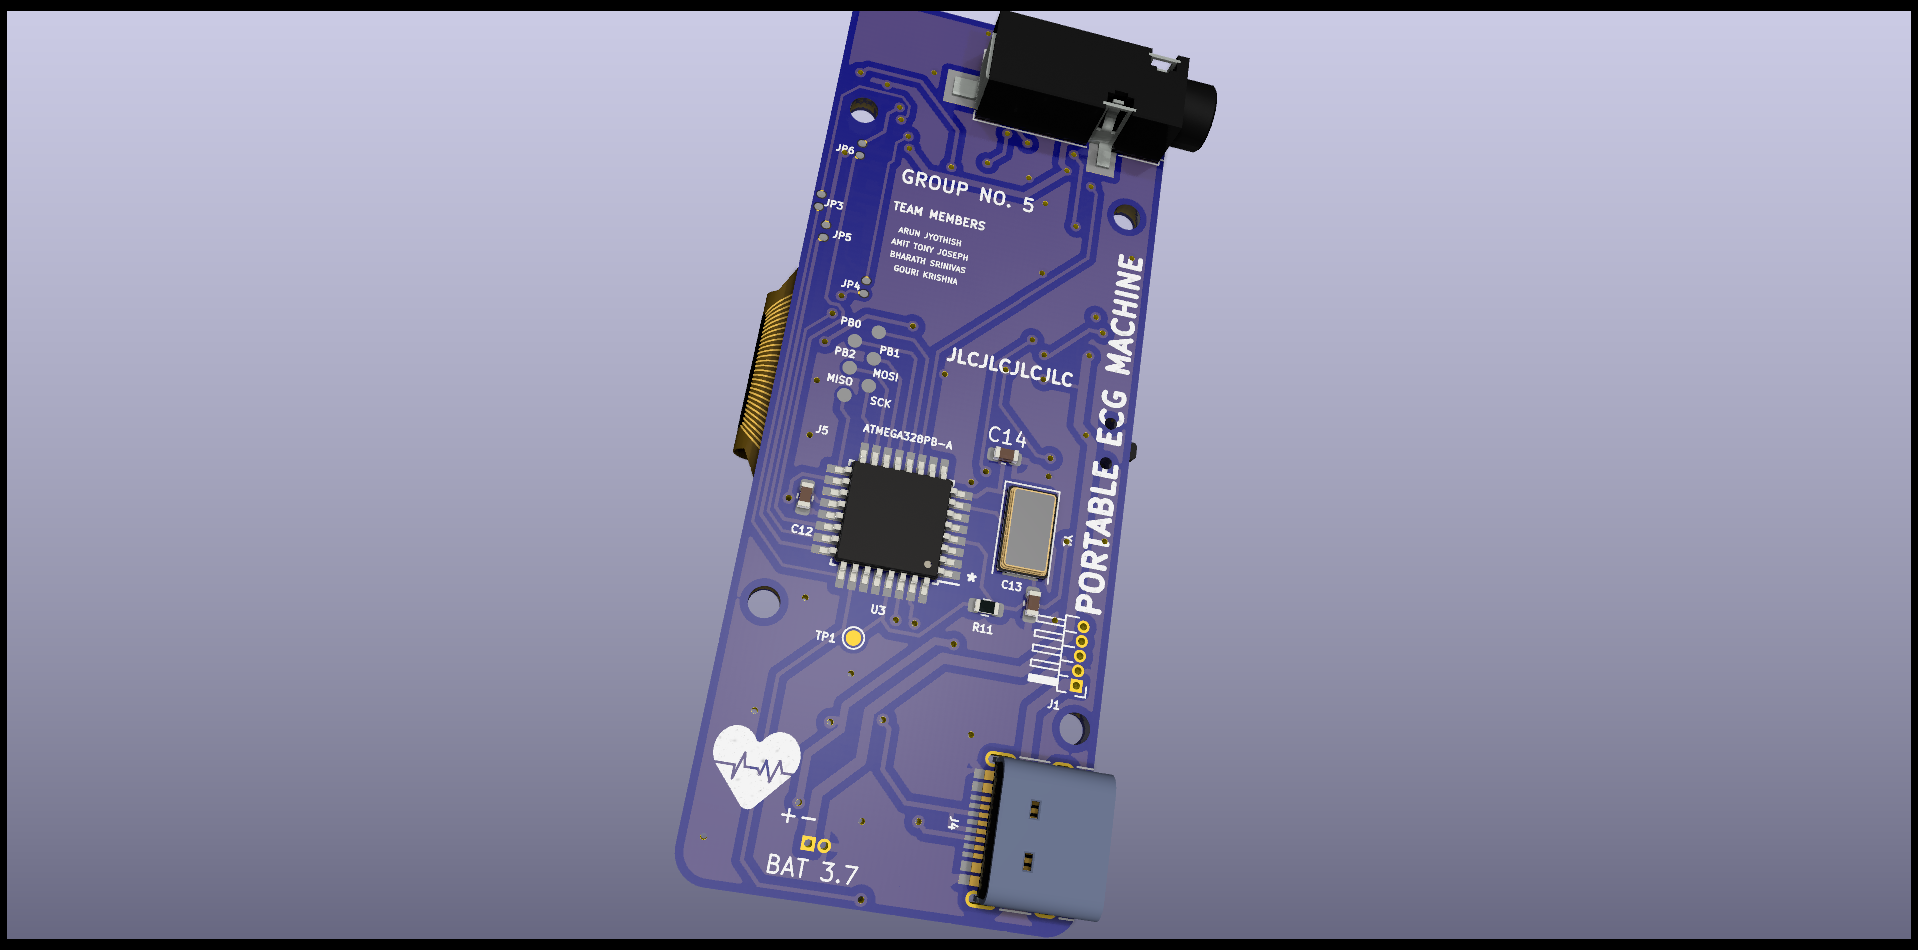 JP6
GROUP NO. 5
TEAM MEMBERS
ARUN JYOTHISH
AMIT TONY JOSEPH
BHARATH SRINIVAS
GOURI KRISHNA
JP3
JP5
JP4
PB0
PB1
PB2
MOSI
MISO
SCK
JLCJLCJLCJLC
PORTABLE ECG MACHINE
J5
ATMEGA328PB-A
C14
C12
*
C13
U3
R11
TP1
J1
J4
+ -
BAT 3.7